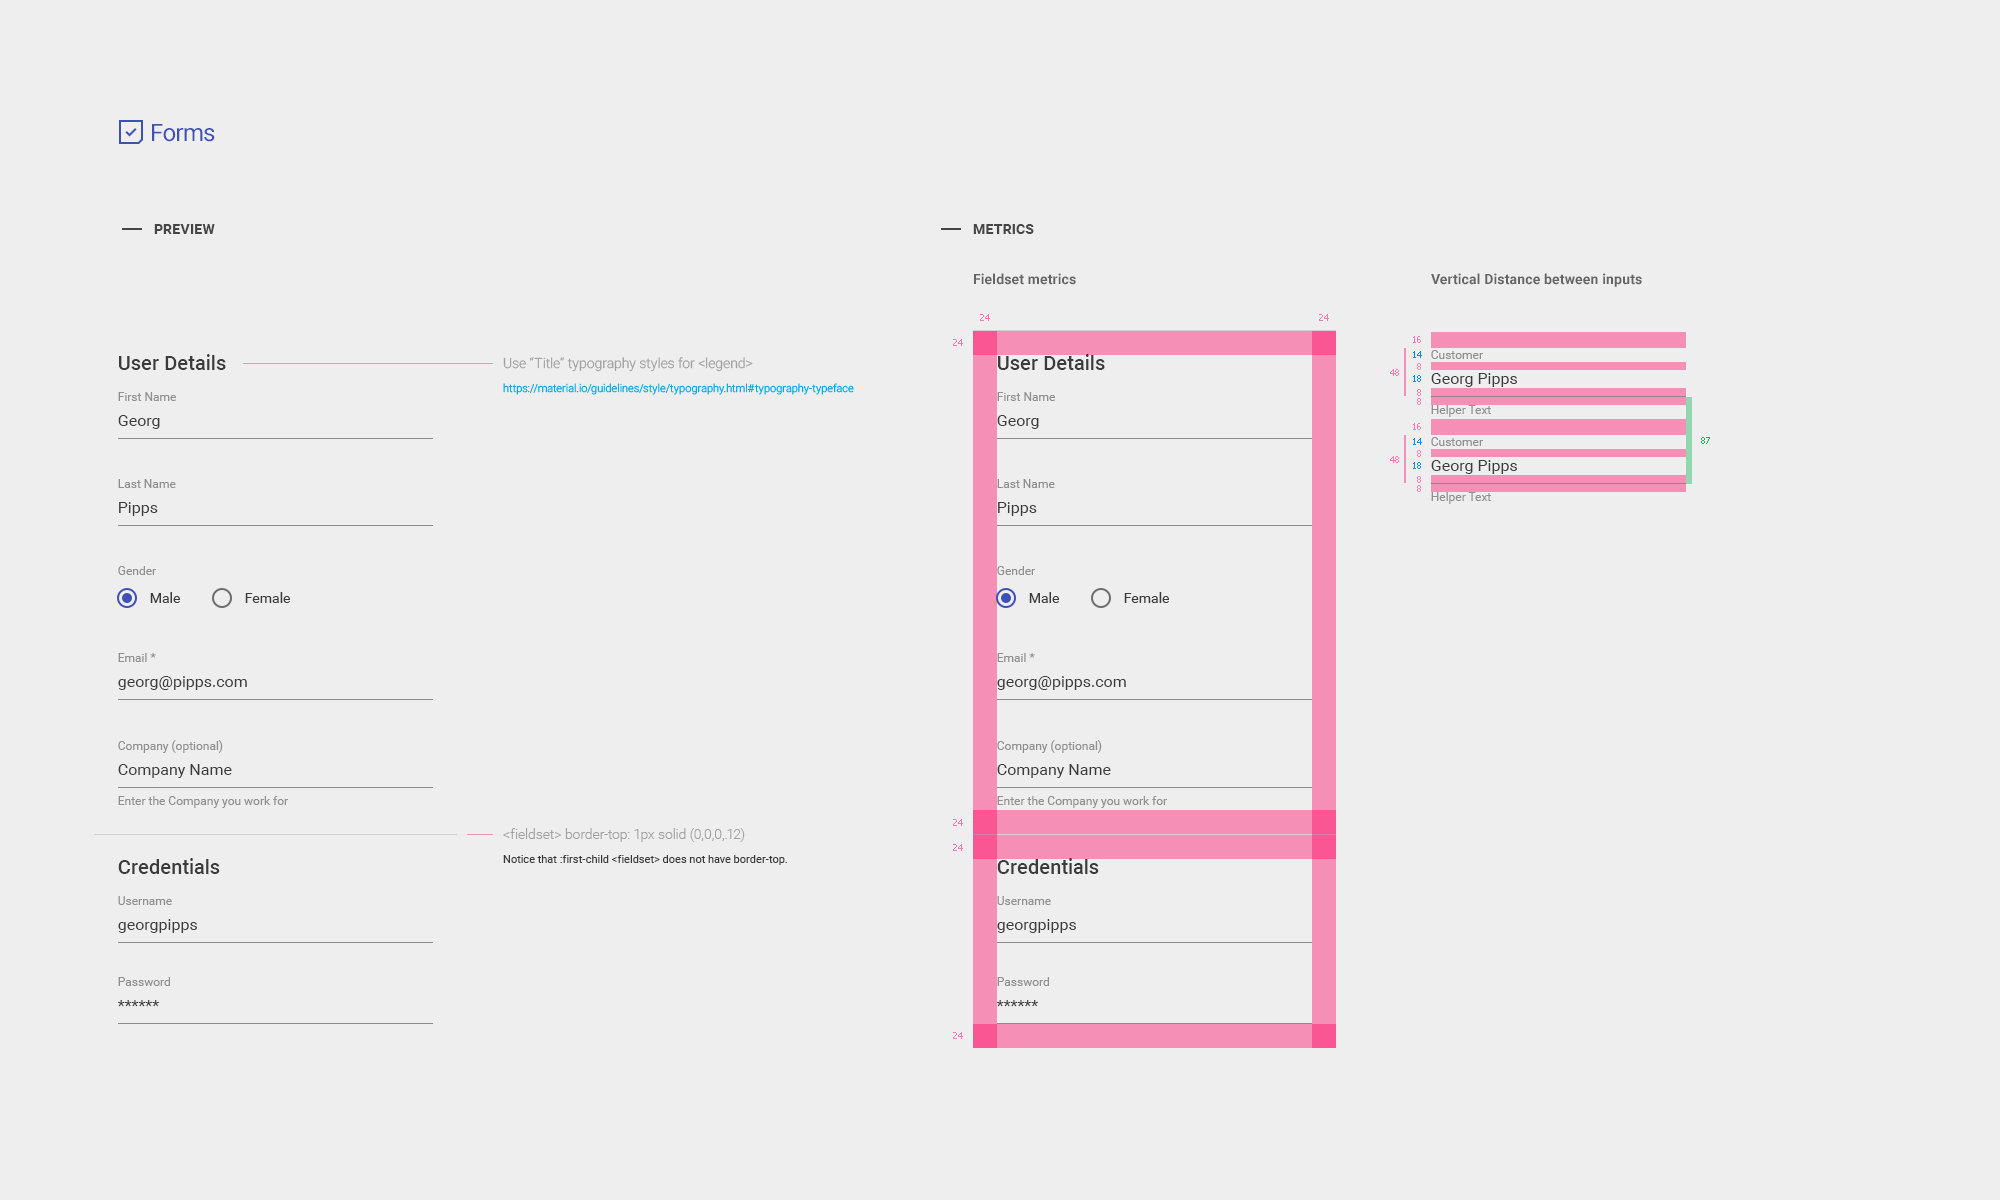 Forms
PREVIEW
User Details
Use “Title” typography styles for <legend>
https://material.io/guidelines/style/typography.html#typography-typeface
First Name
Georg
Last Name
Pipps
Gender
Male Female
Email *
georg@pipps.com
Company (optional)
Company Name
Enter the Company you work for
<fieldset> border-top: 1px solid (0,0,0,.12)
Notice that :first-child <fieldset> does not have border-top.
Credentials
Username
georgpipps
Password
******
METRICS
Fieldset metrics
24 24
24
User Details
First Name
Georg
Last Name
Pipps
Gender
Male Female
Email *
georg@pipps.com
Company (optional)
Company Name
Enter the Company you work for
24
24
Credentials
Username
georgpipps
Password
******
24
Vertical Distance between inputs
16
14 Customer
8
48
18 Georg Pipps
8
8
Helper Text
16
14 Customer
87
8
48
18 Georg Pipps
8
8
Helper Text